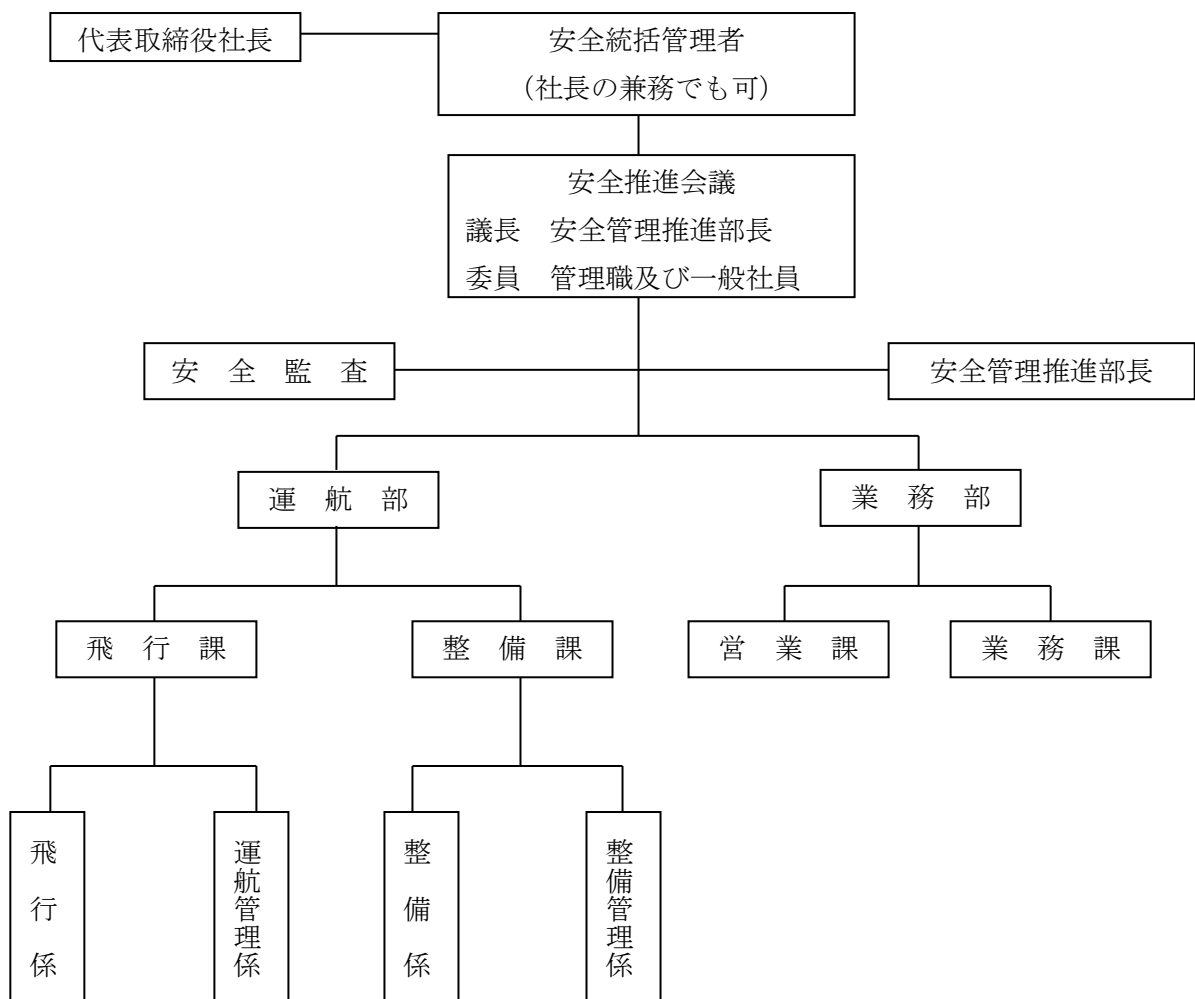 代表取締役社長
安全統括管理者
（社長の兼務でも可）
安全推進会議
議長　安全管理推進部長
委員　管理職及び一般社員
安　全　監　査
安全管理推進部長
運　航　部
業　務　部
飛　行　課
整　備　課
営　業　課
業　務　課
飛行係
運航管理係
整備係
整備管理係